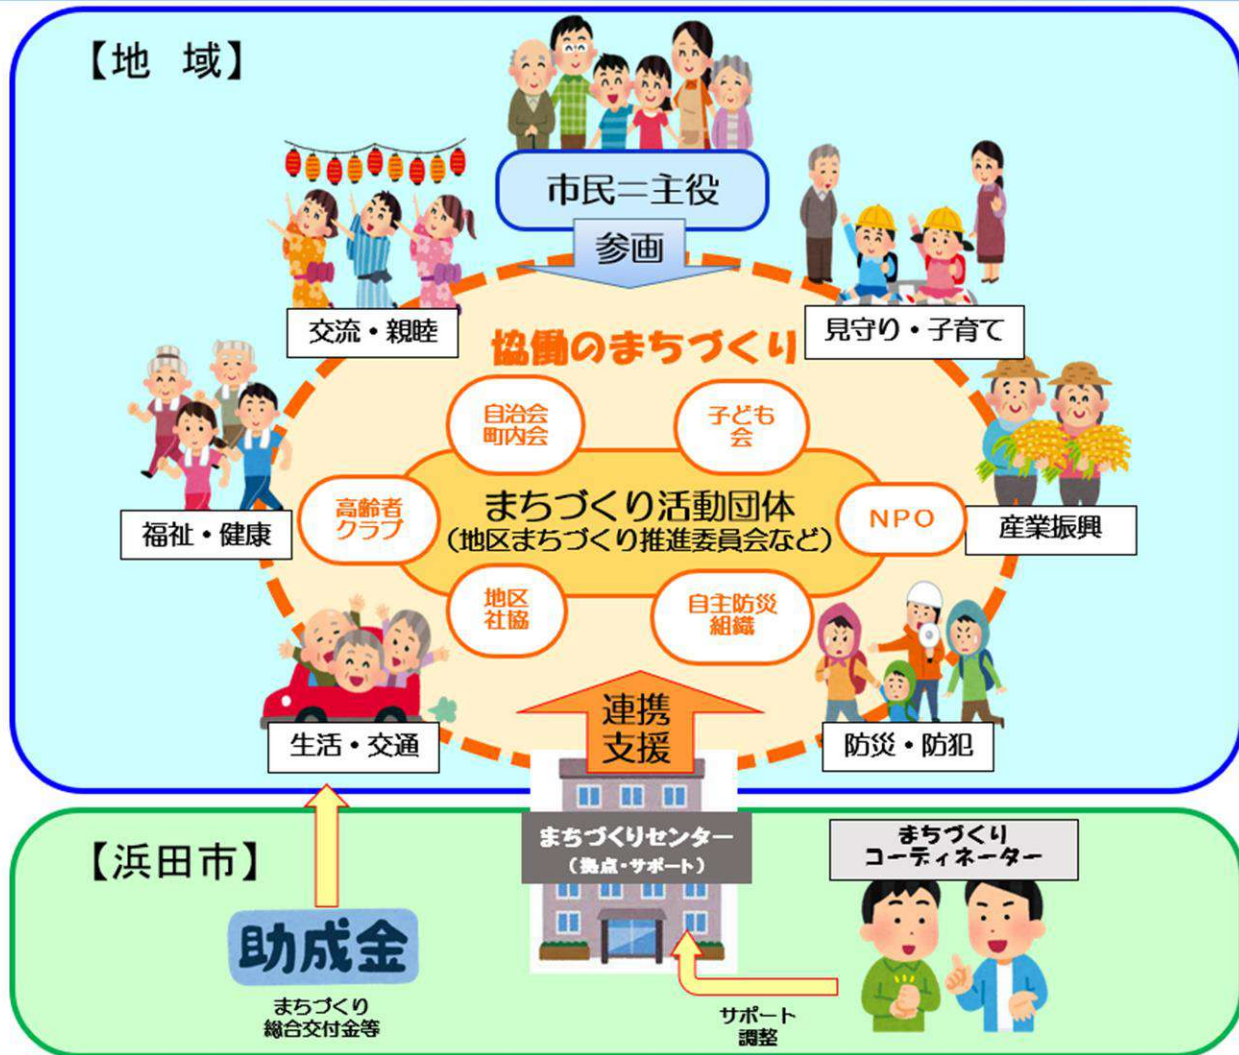 【地 域】
市民＝主役
参画
交流・親睦
見守り・子育て
協働のまちづくり
自治会
町内会
子ども
会
高齢者
クラブ
まちづくり活動団体
（地区まちづくり推進委員会など）
NPO
福祉・健康
産業振興
地区
社協
自主防災
組織
連携
支援
生活・交通
防災・防犯
【浜田市】
まちづくりセンター
（拠点・サポート）
まちづくり
コーディネーター
助成金
まちづくり
総合交付金等
サポート
調整